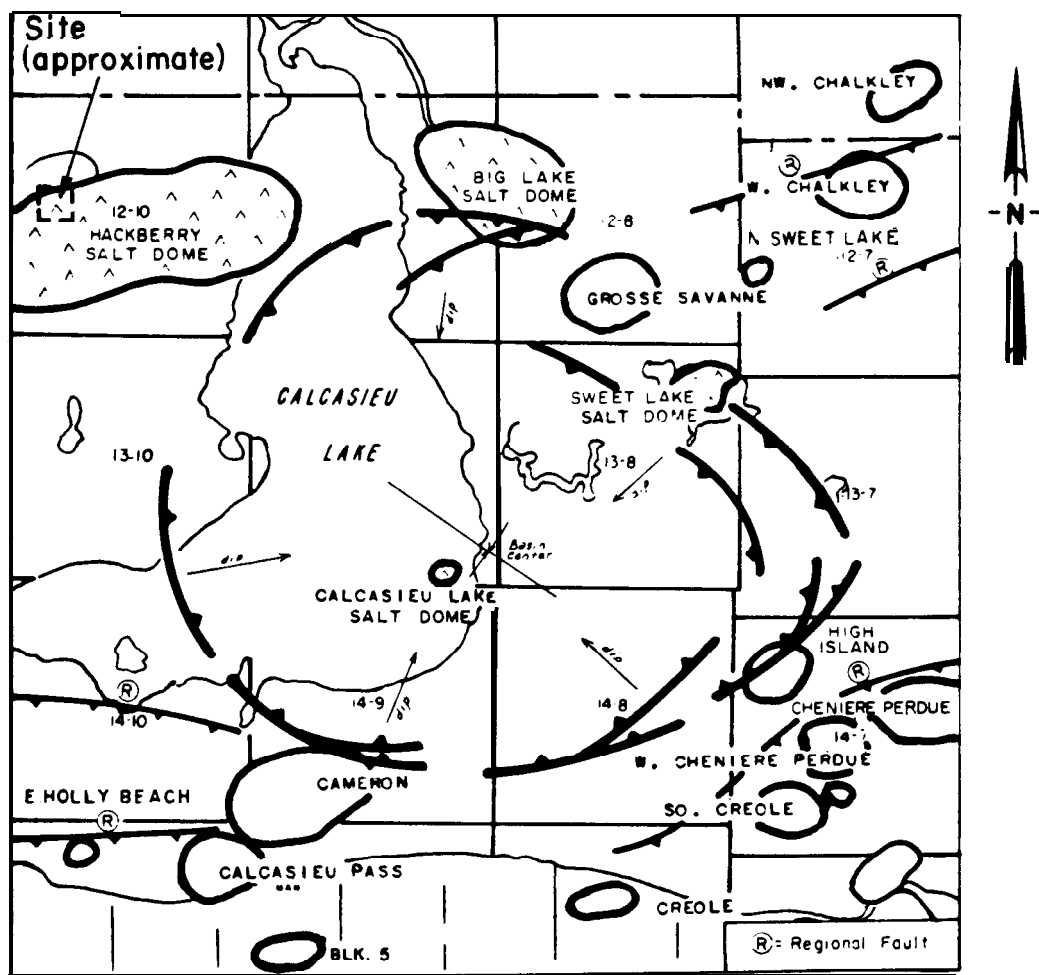 Site
(approximate)
NW. CHALKLEY
R
W. CHALKLEY
BIG LAKE
SALT DOME
12-10
HACKBERRY
SALT DOME
12-8
N SWEET LAKE
12-7
R
GROSSE SAVANNE
dip
N
CALCASIEU
LAKE
SWEET LAKE
SALT DOME
13-10
13-8
dip
13-7
dip
Basin
Center
CALCASIEU LAKE
SALT DOME
dip
HIGH
ISLAND
R
R
14-10
14-9
dip
14-8
CHENIERE PERDUE
14-7
W. CHENIERE PERDUE
CAMERON
E. HOLLY BEACH
R
SO. CREOLE
CALCASIEU PASS
CREOLE
BLK. 5
R = Regional Fault